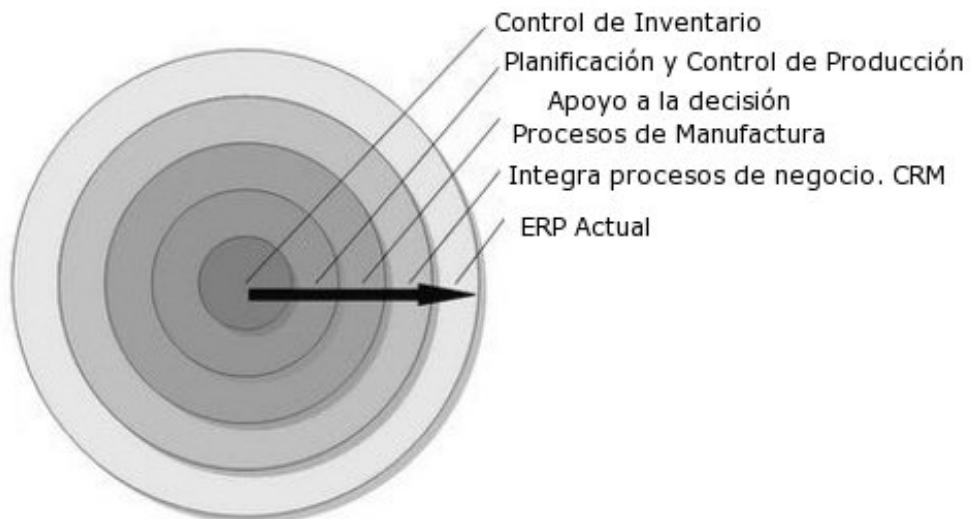 Control de Inventario
Planificación y Control de Producción
Apoyo a la decisión
Procesos de Manufactura
Integra procesos de negocio. CRM
ERP Actual